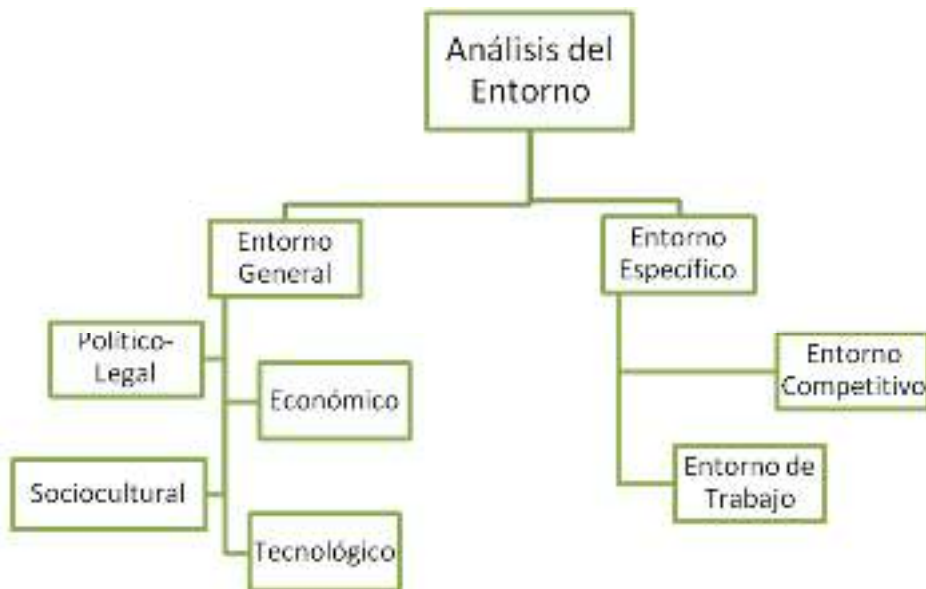 Análisis del
Entorno
Entorno
General
Entorno
Específico
Político-
Legal
Entorno
Competitivo
Económico
Entorno de
Trabajo
Sociocultural
Tecnológico